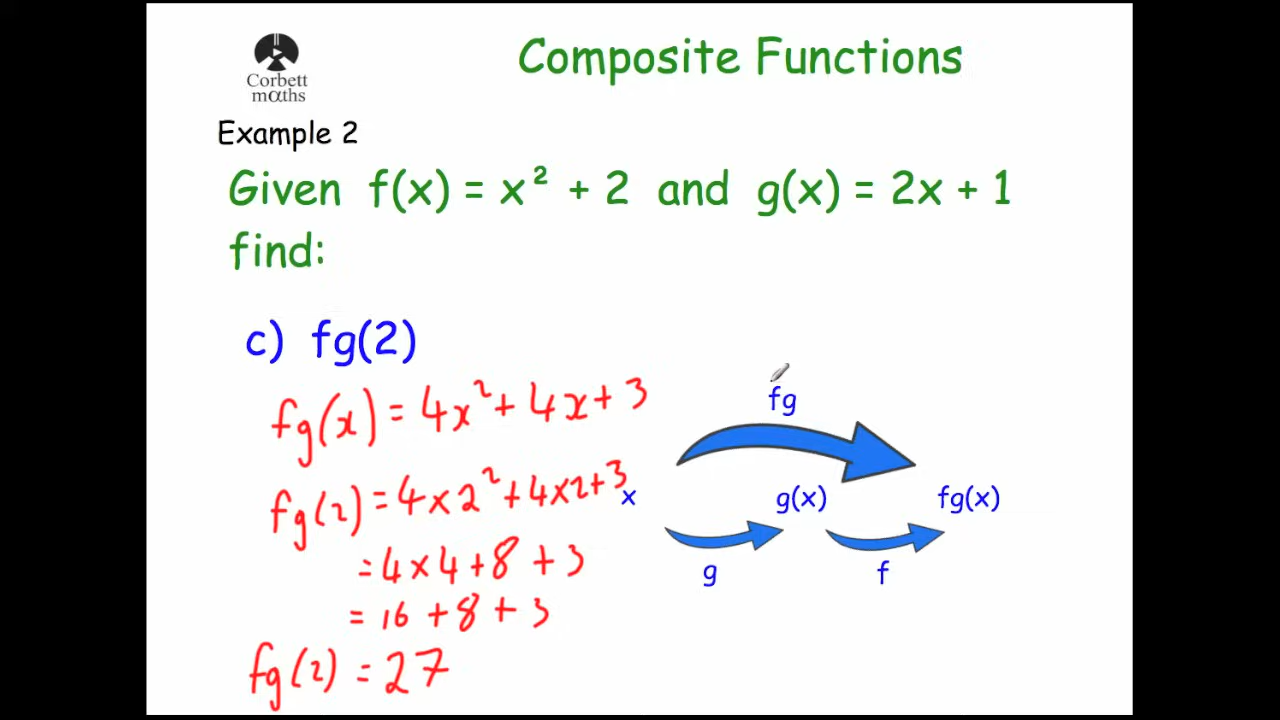 Composite Functions
Corbett
mαths
Example 2
Given f(x) = x² + 2 and g(x) = 2x + 1
find:
c) fg(2)
fg(x) = 4x² + 4x + 3
fg(2) = 4 × 2² + 4×2 + 3
= 4 × 4 + 8 + 3
= 16 + 8 + 3
fg(2) = 27
fg
x g(x) fg(x)
g f